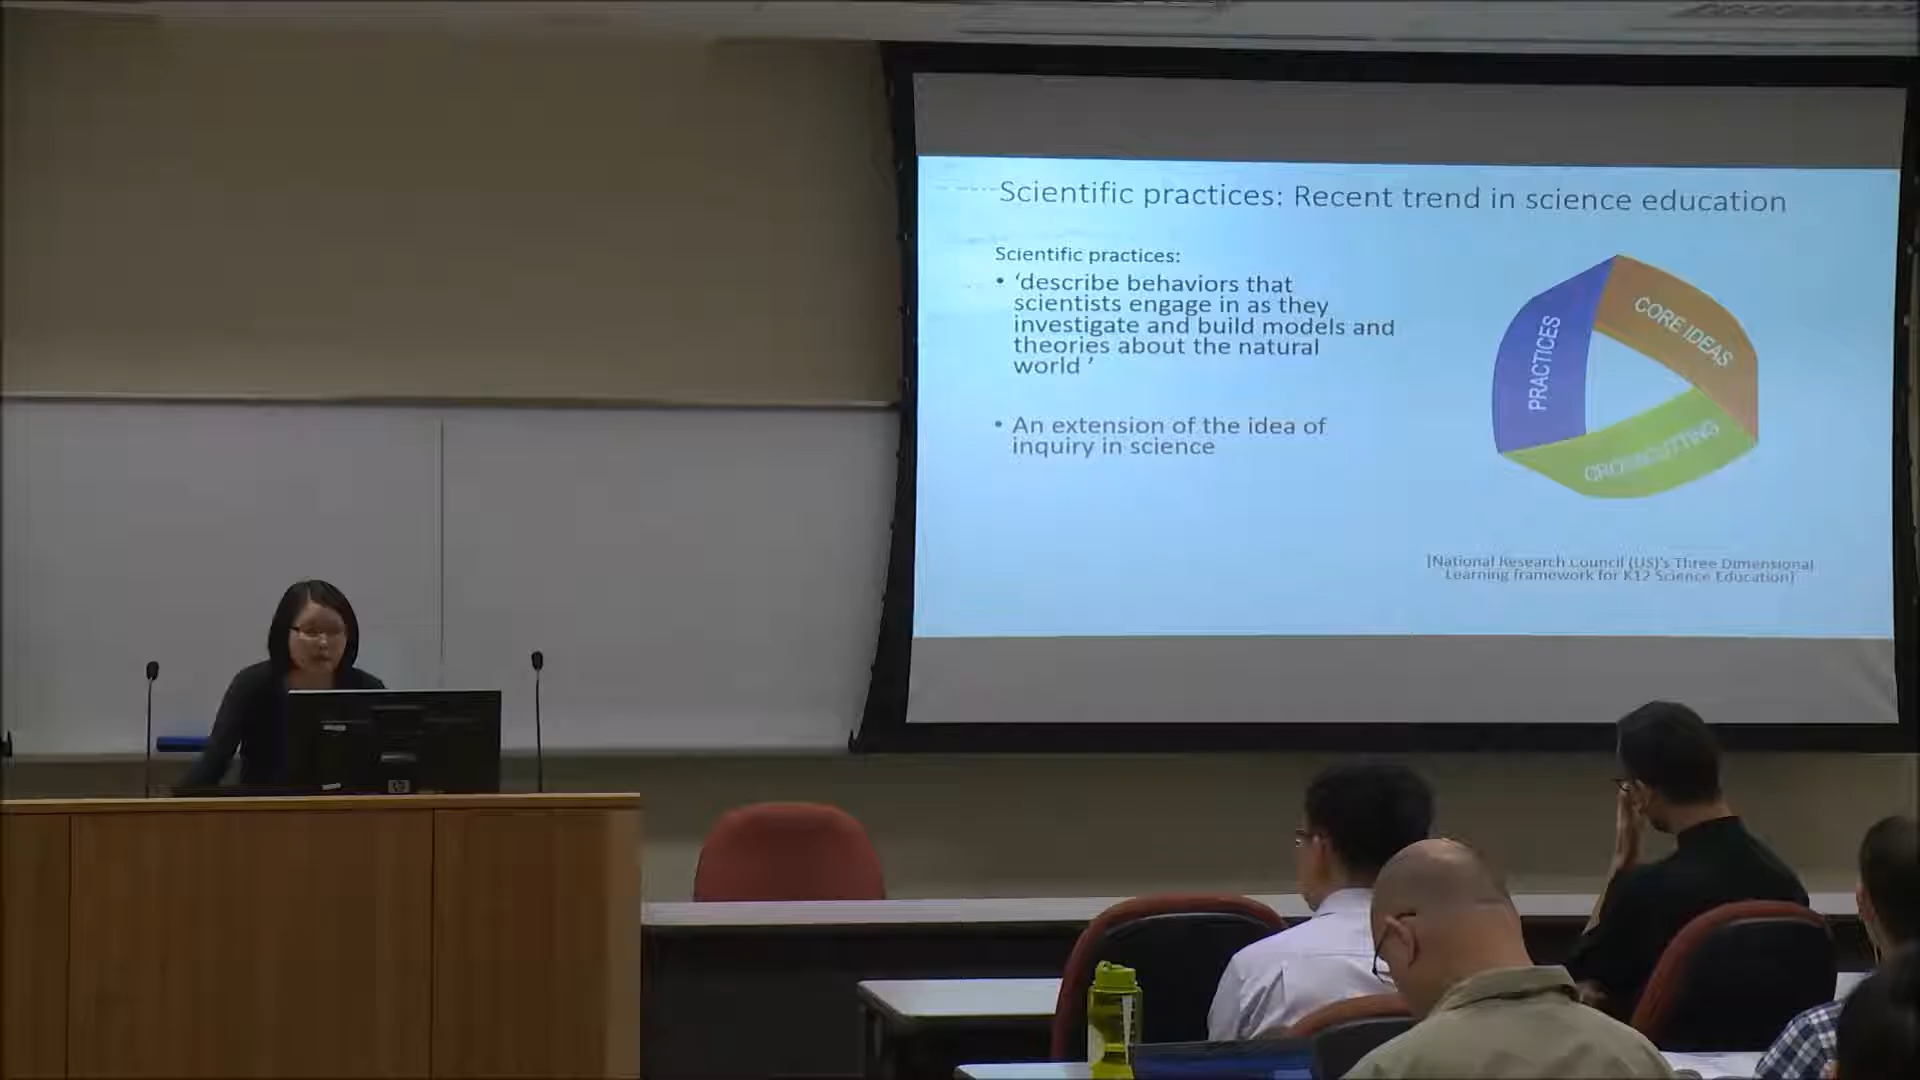 Scientific practices: Recent trend in science education
Scientific practices:
• ‘describe behaviors that
scientists engage in as they
investigate and build models and
theories about the natural
world ’
• An extension of the idea of
inquiry in science
PRACTICES
CORE IDEAS
CROSSCUTTING
[National Research Council (US)'s Three Dimensional
Learning framework for K12 Science Education]
hp